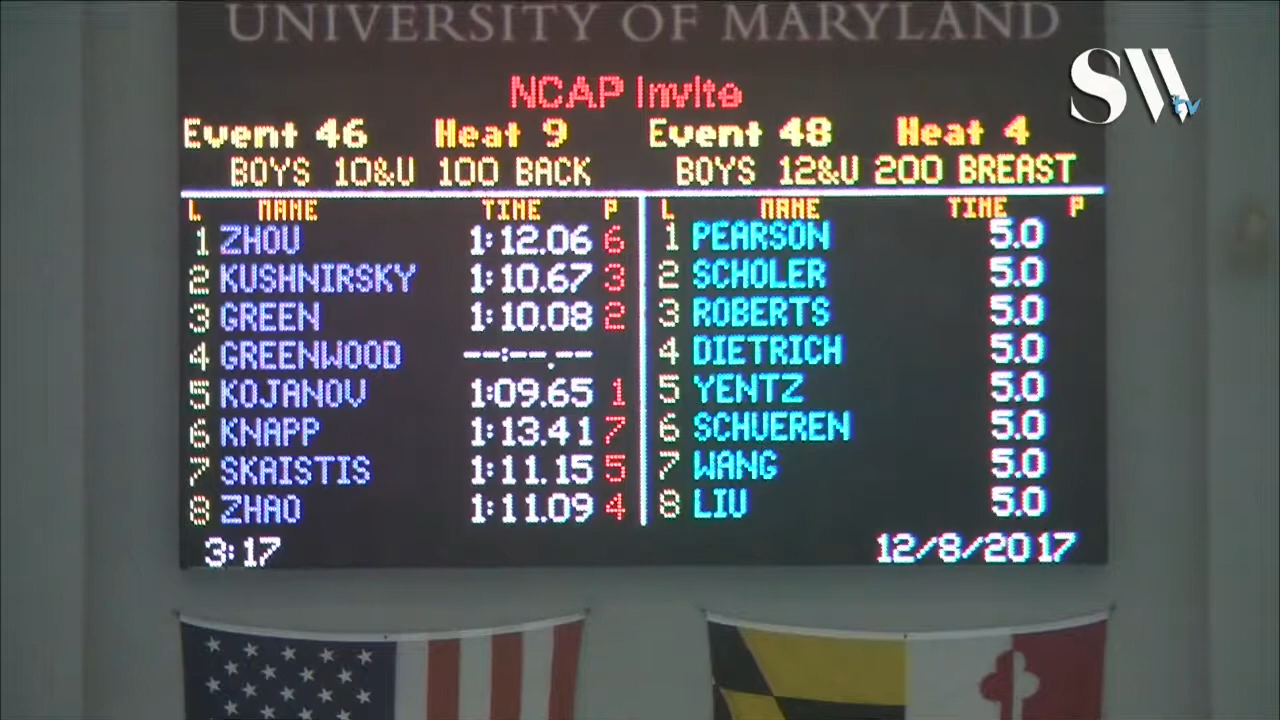 UNIVERSITY OF MARYLAND
SW tv
NCAP Invite
Event 46 Heat 9 Event 48 Heat 4
BOYS 10&U 100 BACK BOYS 12&U 200 BREAST
L NAME TIME P L NAME TIME P
1 ZHOU 1:12.06 6 1 PEARSON 5.0
2 KUSHNIRSKY 1:10.67 3 2 SCHOLER 5.0
3 GREEN 1:10.08 2 3 ROBERTS 5.0
4 GREENWOOD --:--.-- 4 DIETRICH 5.0
5 KOJANOV 1:09.65 1 5 YENTZ 5.0
6 KNAPP 1:13.41 7 6 SCHUEREN 5.0
7 SKAISTIS 1:11.15 5 7 WANG 5.0
8 ZHAO 1:11.09 4 8 LIU 5.0
3:17 12/8/2017